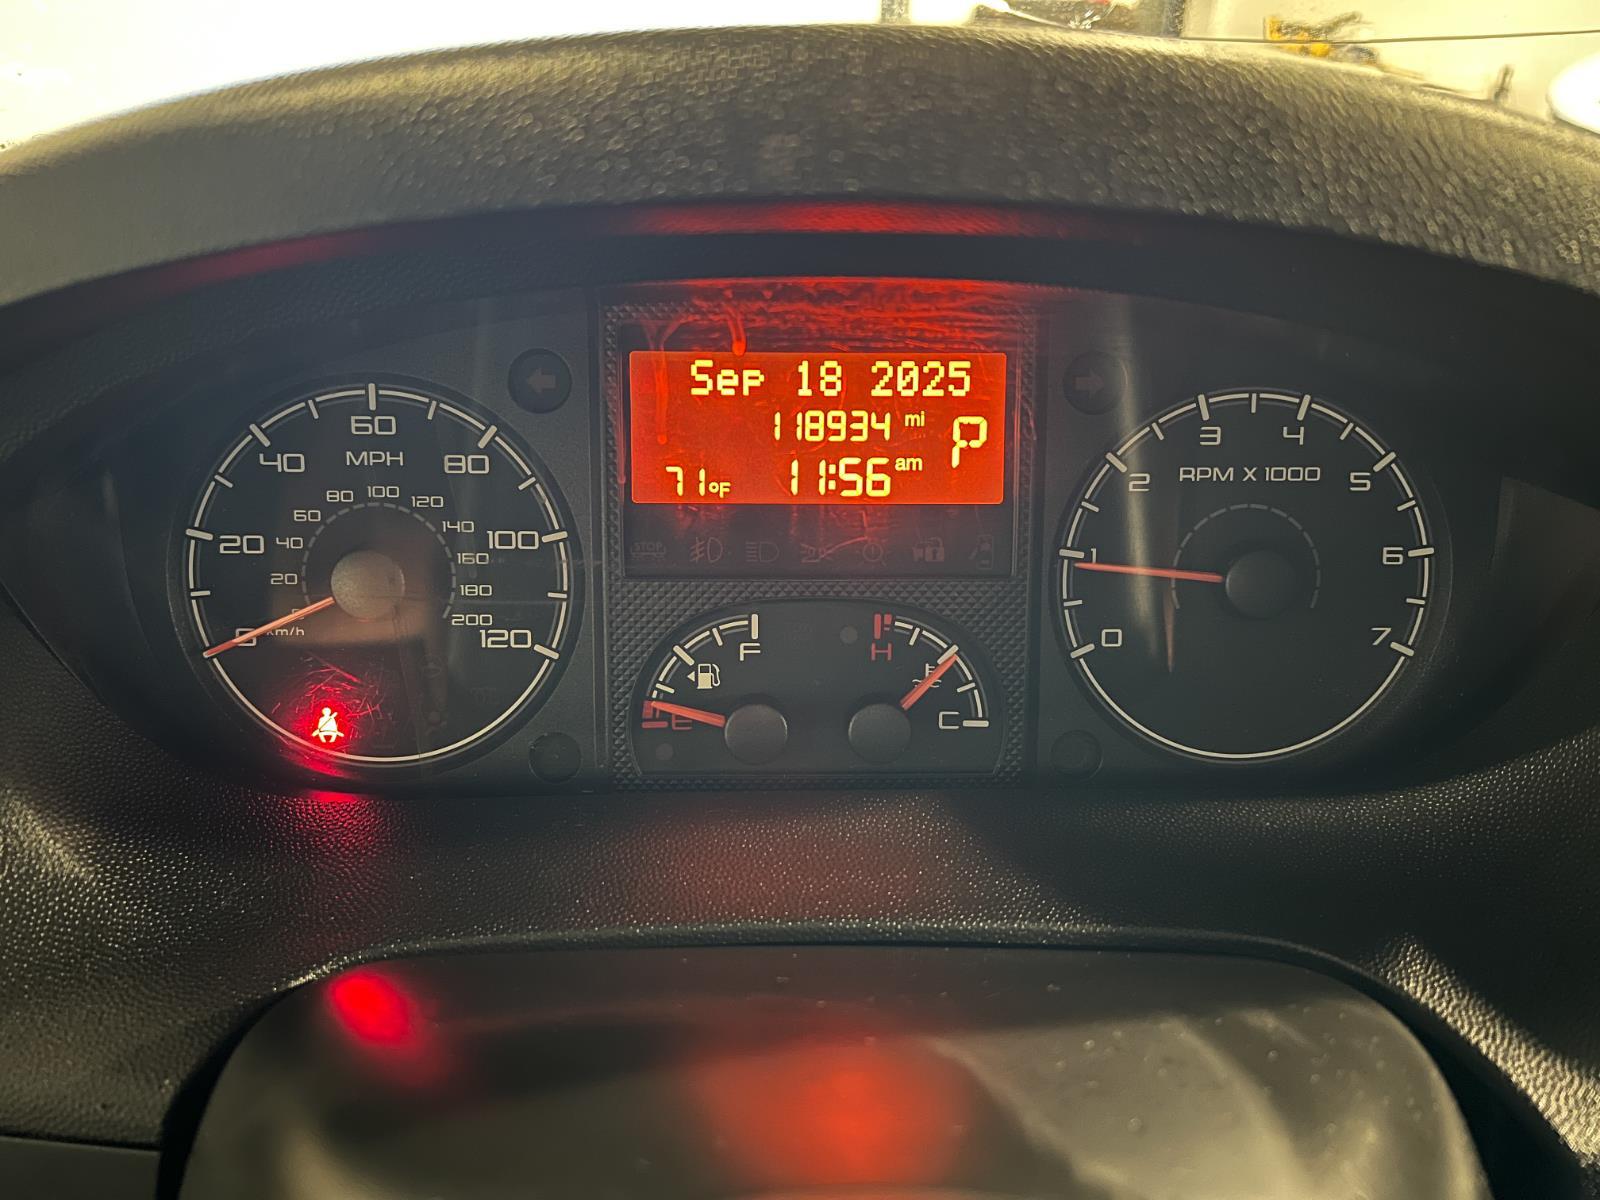 Sep 18 2025
118934 mi
P
71°F 11:56 am
0 20 40 60 80 100 120
MPH
20 40 60 80 100 120 140 160 180 200
km/h
0 1 2 3 4 5 6 7
RPM X 1000
E F
H C